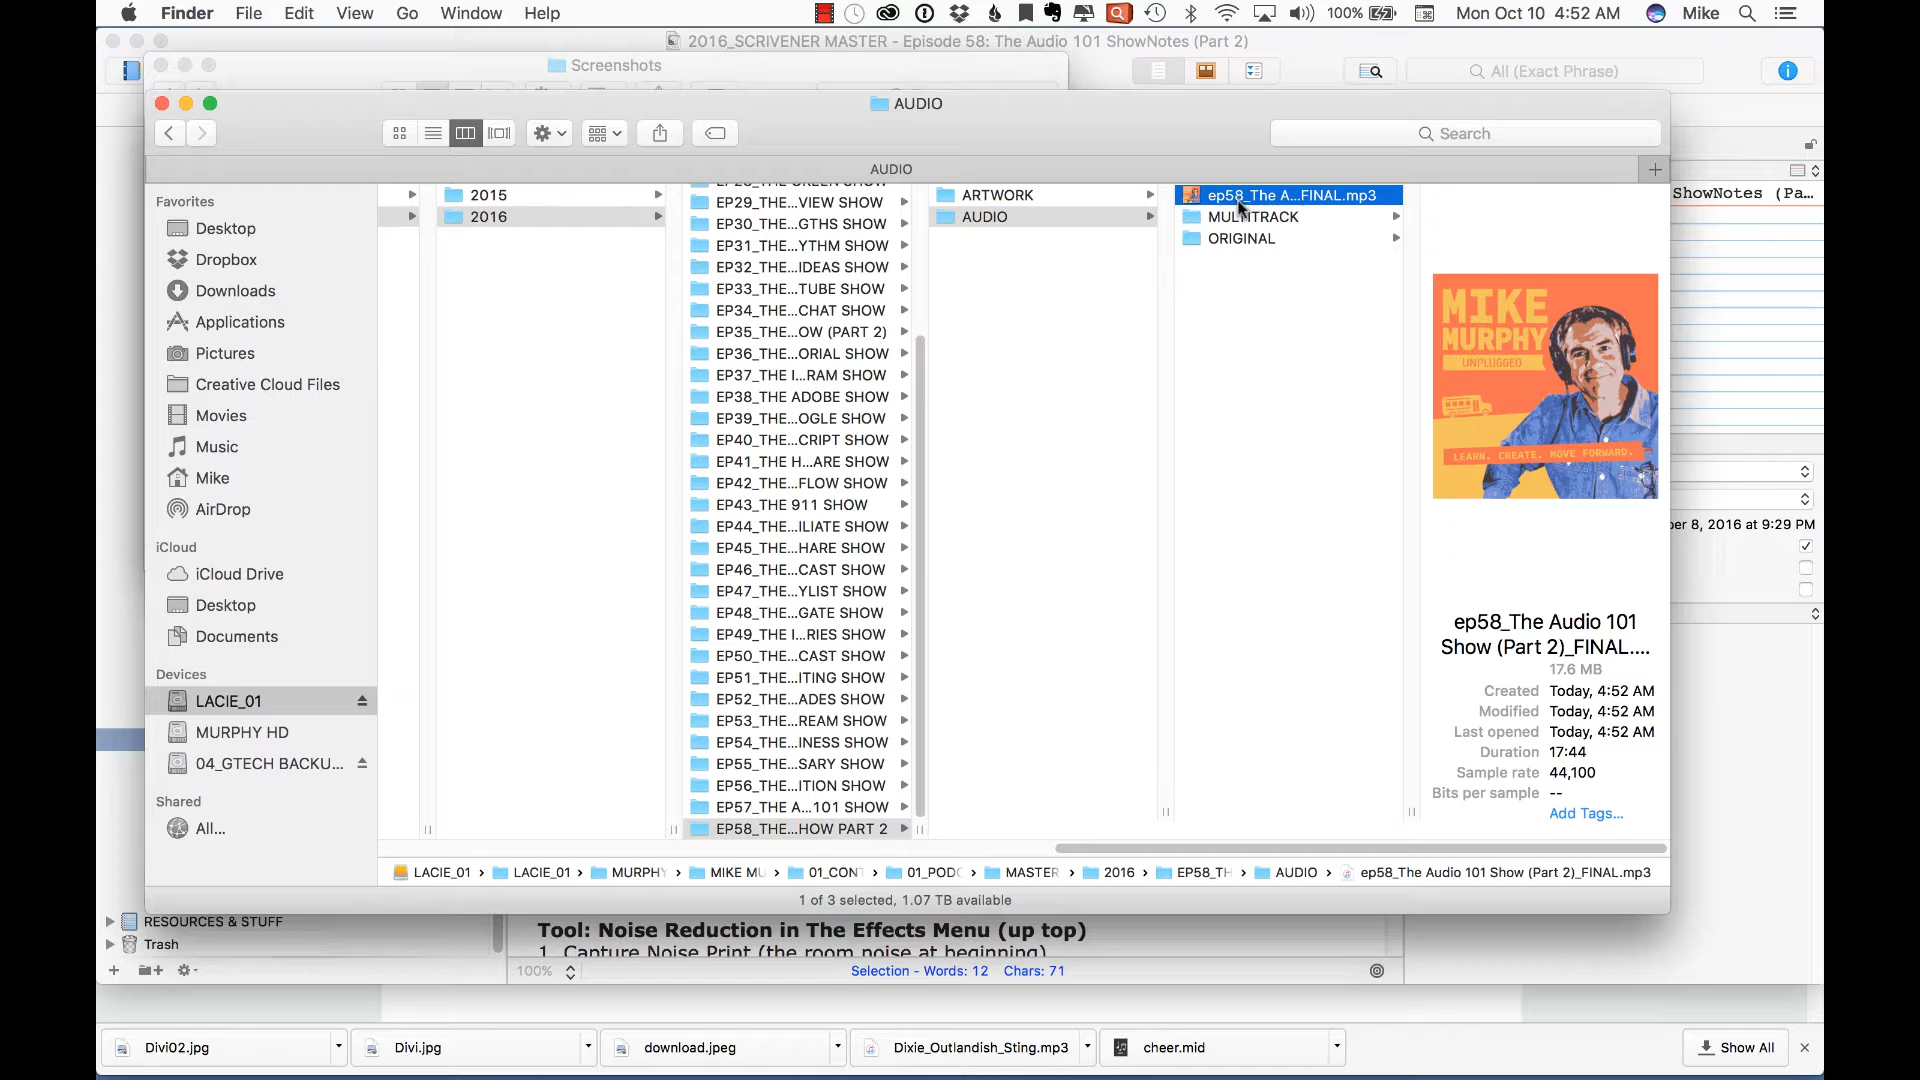 Finder File Edit View Go Window Help 100% Mon Oct 10 4:52 AM Mike
2016_SCRIVENER MASTER - Episode 58: The Audio 101 ShowNotes (Part 2)
Screenshots
All (Exact Phrase)
AUDIO
Search
AUDIO
Favorites
Desktop
Dropbox
Downloads
Applications
Pictures
Creative Cloud Files
Movies
Music
Mike
AirDrop
iCloud
iCloud Drive
Desktop
Documents
Devices
LACIE_01
MURPHY HD
04_GTECH BACKU...
Shared
All...
2015
2016
EP29_THE...VIEW SHOW
EP30_THE...GTHS SHOW
EP31_THE...YTHM SHOW
EP32_THE...IDEAS SHOW
EP33_THE...TUBE SHOW
EP34_THE...CHAT SHOW
EP35_THE...OW (PART 2)
EP36_THE...ORIAL SHOW
EP37_THE I...RAM SHOW
EP38_THE ADOBE SHOW
EP39_THE...OGLE SHOW
EP40_THE...CRIPT SHOW
EP41_THE H...ARE SHOW
EP42_THE...FLOW SHOW
EP43_THE 911 SHOW
EP44_THE...ILIATE SHOW
EP45_THE...HARE SHOW
EP46_THE...CAST SHOW
EP47_THE...YLIST SHOW
EP48_THE...GATE SHOW
EP49_THE I...RIES SHOW
EP50_THE...CAST SHOW
EP51_THE...ITING SHOW
EP52_THE...ADES SHOW
EP53_THE...REAM SHOW
EP54_THE...INESS SHOW
EP55_THE...SARY SHOW
EP56_THE...ITION SHOW
EP57_THE A...101 SHOW
EP58_THE...HOW PART 2
ARTWORK
AUDIO
ep58_The A...FINAL.mp3
MULTITRACK
ORIGINAL
MIKE
MURPHY
UNPLUGGED
LEARN. CREATE. MOVE FORWARD.
ep58_The Audio 101
Show (Part 2)_FINAL....
17.6 MB
Created Today, 4:52 AM
Modified Today, 4:52 AM
Last opened Today, 4:52 AM
Duration 17:44
Sample rate 44,100
Bits per sample --
Add Tags...
ShowNotes (Pa...
ber 8, 2016 at 9:29 PM
LACIE_01 › LACIE_01 › MURPH › MIKE MU › 01_CON › 01_POD › MASTER › 2016 › EP58_TH › AUDIO › ep58_The Audio 101 Show (Part 2)_FINAL.mp3
1 of 3 selected, 1.07 TB available
RESOURCES & STUFF
Trash
Tool: Noise Reduction in The Effects Menu (up top)
1. Capture Noise Print (the room noise at beginning)
100% Selection - Words: 12 Chars: 71
Divi02.jpg Divi.jpg download.jpeg Dixie_Outlandish_Sting.mp3 cheer.mid Show All